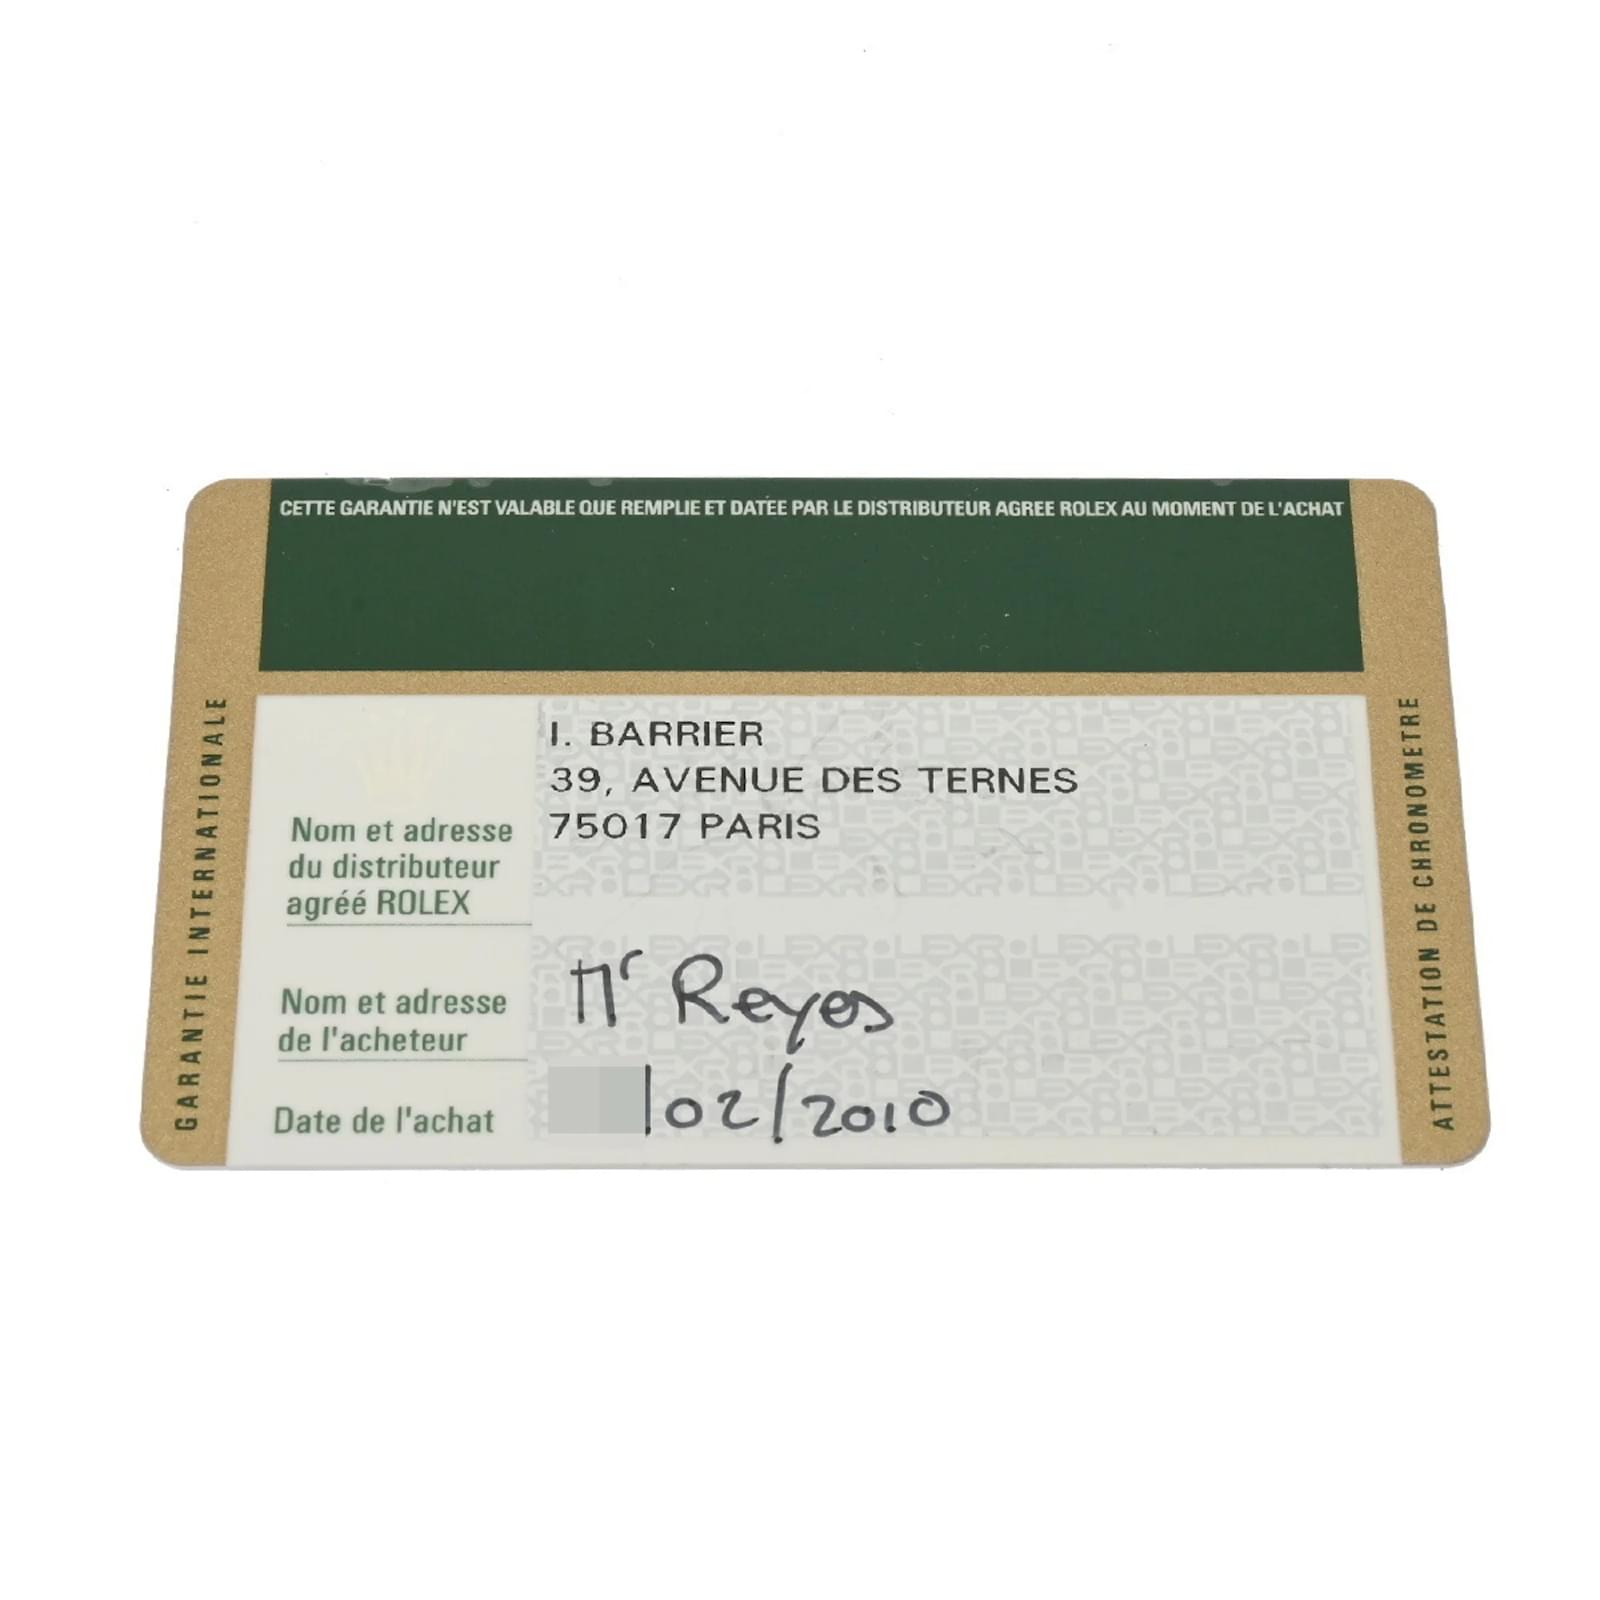 CETTE GARANTIE N'EST VALABLE QUE REMPLIE ET DATÉE PAR LE DISTRIBUTEUR AGREE ROLEX AU MOMENT DE L'ACHAT
GARANTIE INTERNATIONALE
Nom et adresse
du distributeur
agréé ROLEX
I. BARRIER
39, AVENUE DES TERNES
75017 PARIS
Nom et adresse
de l'acheteur
Mr Reyes
Date de l'achat
/02/2010
ATTESTATION DE CHRONOMETRE